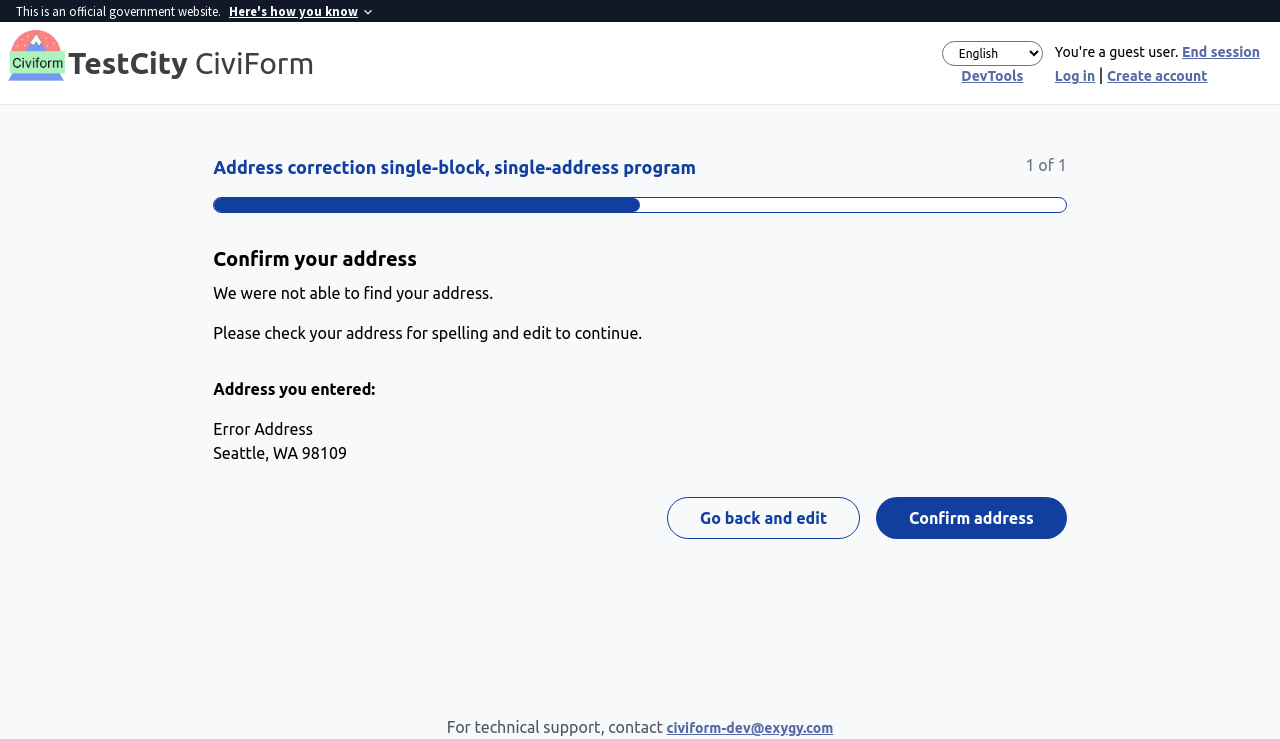 This is an official government website. Here's how you know
Civiform
TestCity CiviForm
English
You're a guest user. End session
DevTools
Log in | Create account
Address correction single-block, single-address program
1 of 1
Confirm your address
We were not able to find your address.
Please check your address for spelling and edit to continue.
Address you entered:
Error Address
Seattle, WA 98109
Go back and edit
Confirm address
For technical support, contact civiform-dev@exygy.com